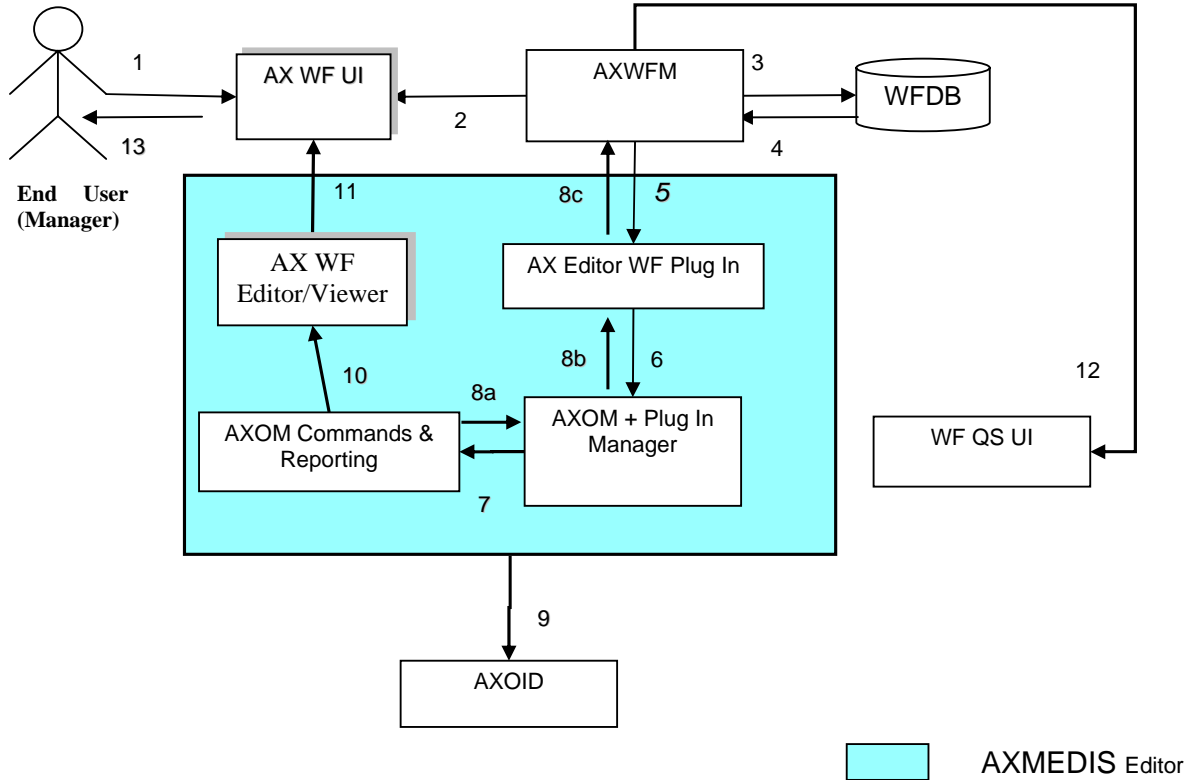 1
AX WF UI
AXWFM
3
WFDB
2
4
13
End User
(Manager)
11
8c
5
AX WF
Editor/Viewer
AX Editor WF Plug In
8b
6
10
12
8a
AXOM Commands &
Reporting
AXOM + Plug In
Manager
WF QS UI
7
9
AXOID
AXMEDIS Editor